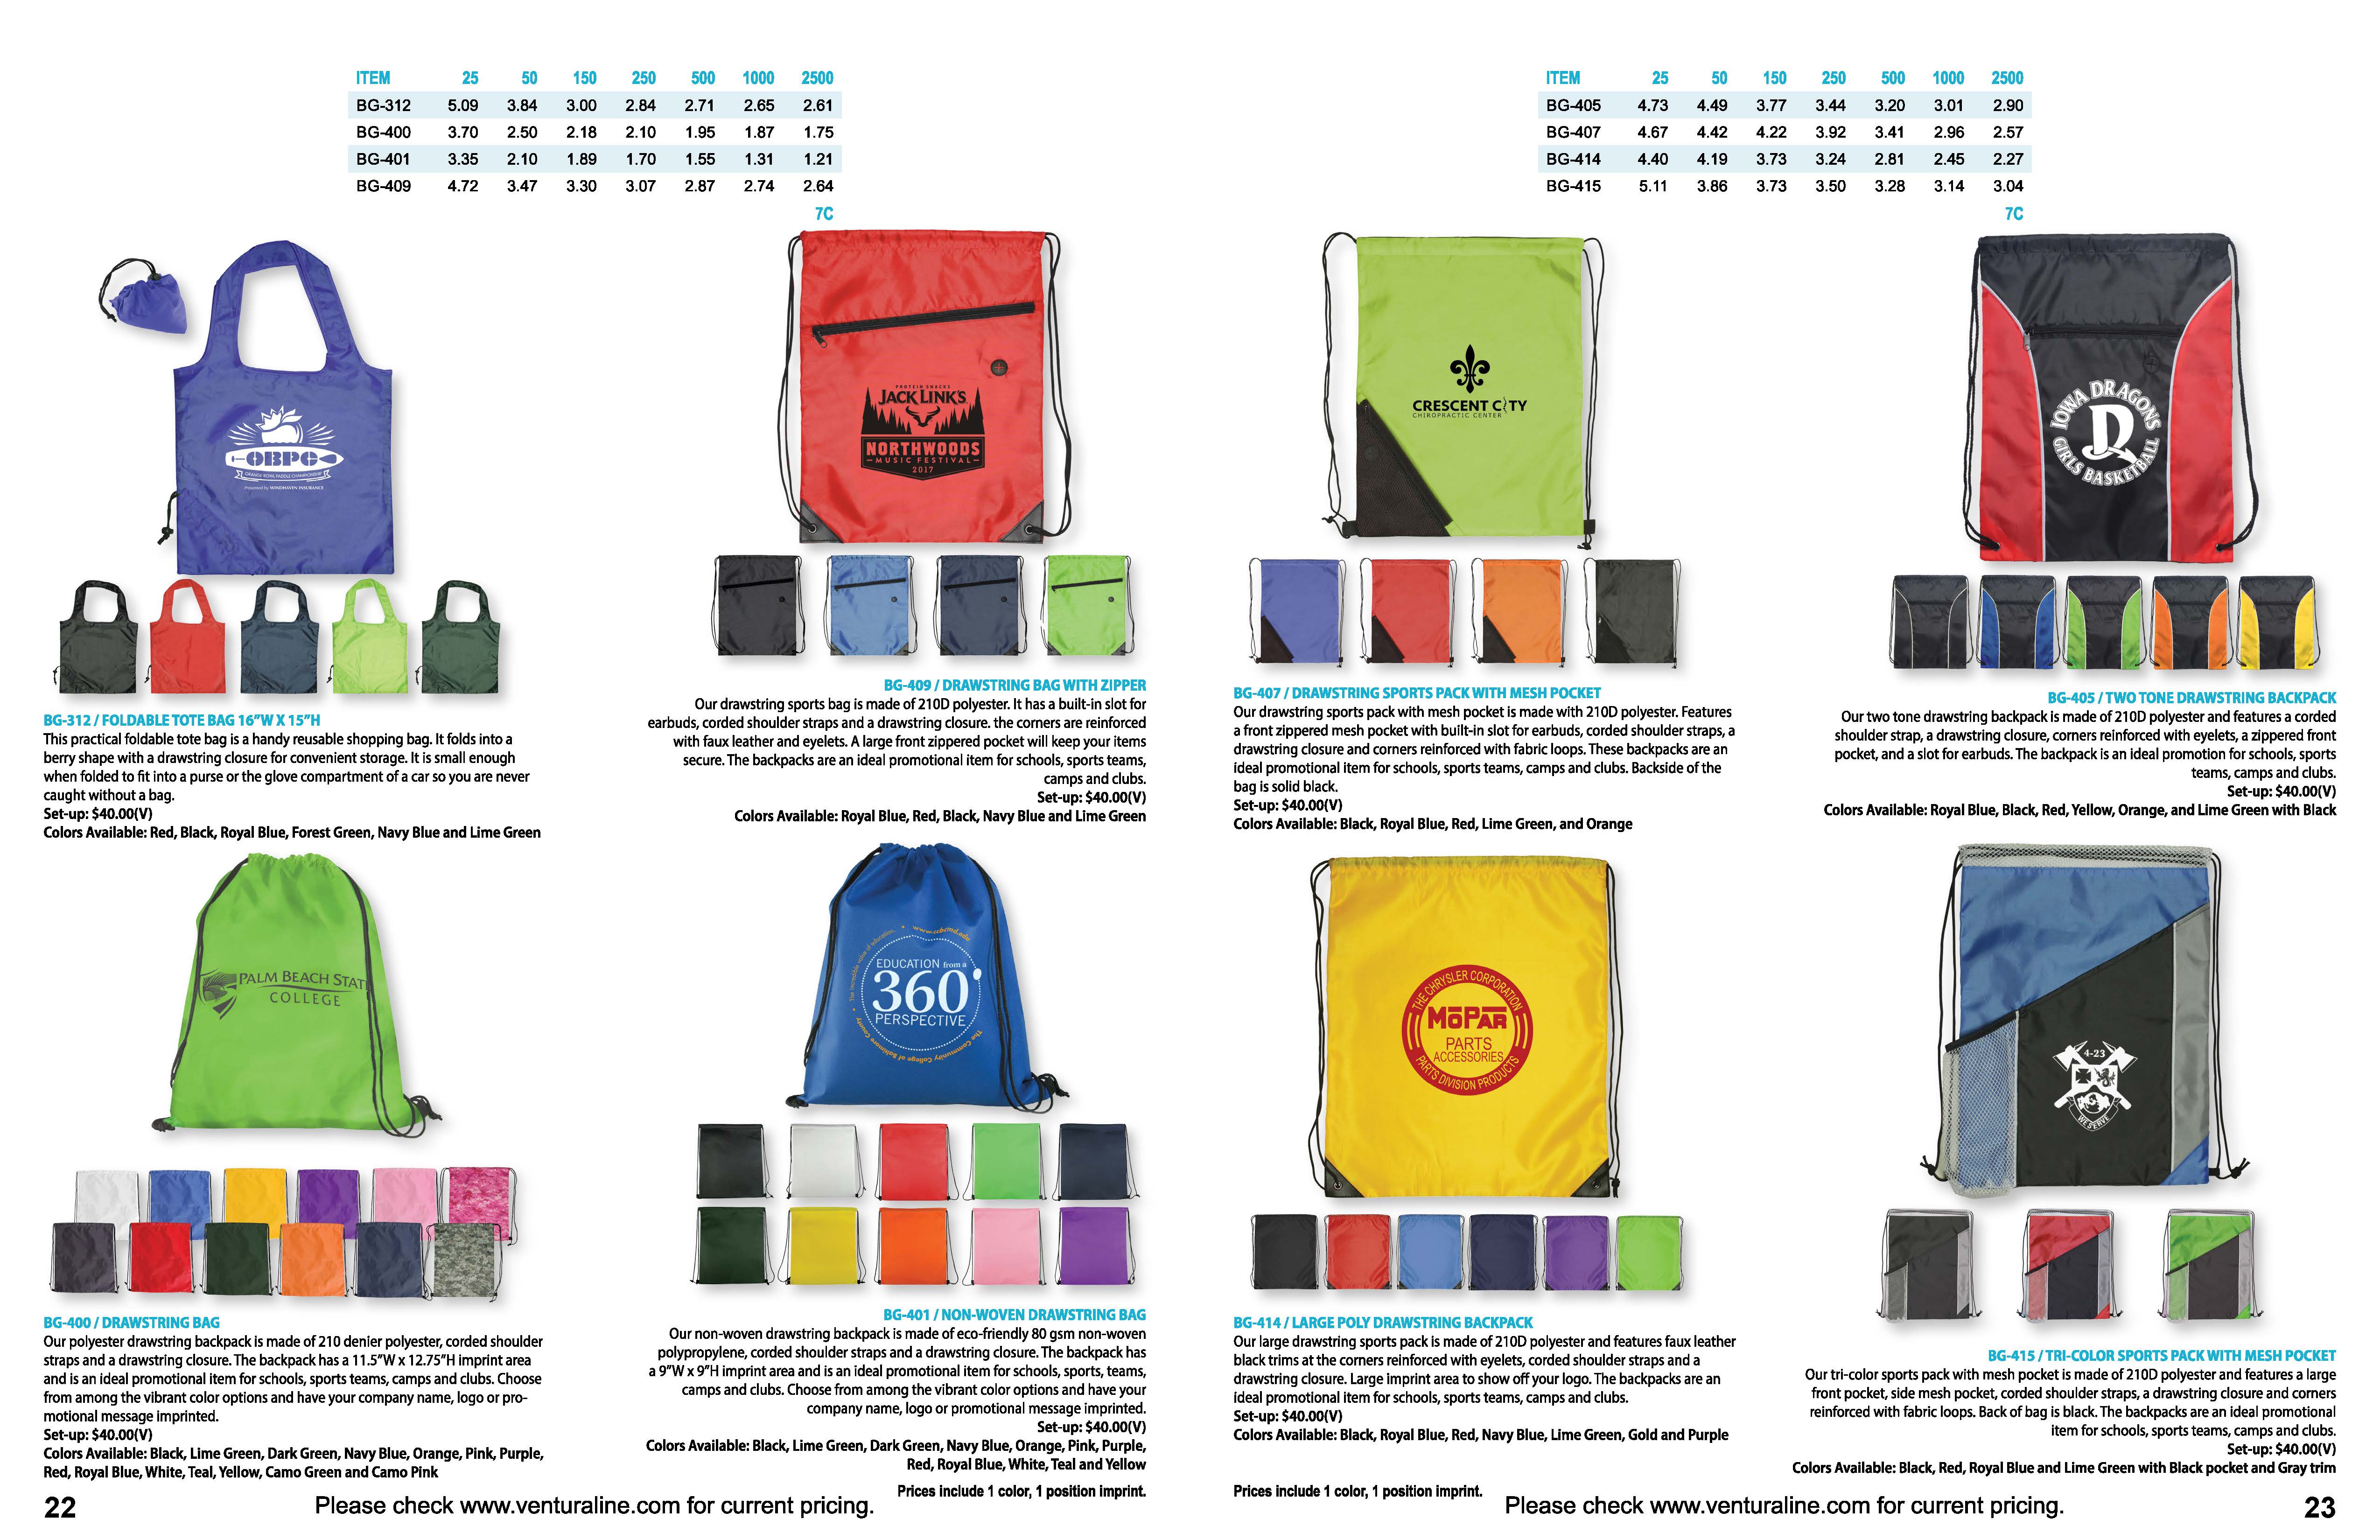 ITEM 25 50 150 250 500 1000 2500
BG-312 5.09 3.84 3.00 2.84 2.71 2.65 2.61
BG-400 3.70 2.50 2.18 2.10 1.95 1.87 1.75
BG-401 3.35 2.10 1.89 1.70 1.55 1.31 1.21
BG-409 4.72 3.47 3.30 3.07 2.87 2.74 2.64
7C
OBPC
ORANGE BOWL PADDLE CHAMPIONSHIP
Presented by WINDHAVEN INSURANCE
BG-312 / FOLDABLE TOTE BAG 16”W X 15”H
This practical foldable tote bag is a handy reusable shopping bag. It folds into a
berry shape with a drawstring closure for convenient storage. It is small enough
when folded to fit into a purse or the glove compartment of a car so you are never
caught without a bag.
Set-up: $40.00(V)
Colors Available: Red, Black, Royal Blue, Forest Green, Navy Blue and Lime Green
PROTEIN SNACKS
JACK LINK'S
NORTHWOODS
MUSIC FESTIVAL
2017
BG-409 / DRAWSTRING BAG WITH ZIPPER
Our drawstring sports bag is made of 210D polyester. It has a built-in slot for
earbuds, corded shoulder straps and a drawstring closure. the corners are reinforced
with faux leather and eyelets. A large front zippered pocket will keep your items
secure. The backpacks are an ideal promotional item for schools, sports teams,
camps and clubs.
Set-up: $40.00(V)
Colors Available: Royal Blue, Red, Black, Navy Blue and Lime Green
PALM BEACH STAT
COLLEGE
BG-400 / DRAWSTRING BAG
Our polyester drawstring backpack is made of 210 denier polyester, corded shoulder
straps and a drawstring closure. The backpack has a 11.5”W x 12.75”H imprint area
and is an ideal promotional item for schools, sports teams, camps and clubs. Choose
from among the vibrant color options and have your company name, logo or pro-
motional message imprinted.
Set-up: $40.00(V)
Colors Available: Black, Lime Green, Dark Green, Navy Blue, Orange, Pink, Purple,
Red, Royal Blue, White, Teal, Yellow, Camo Green and Camo Pink
The incredible value of education. • www.ccbcmd.edu
EDUCATION from a
360°
PERSPECTIVE
The Community College of Baltimore County
BG-401 / NON-WOVEN DRAWSTRING BAG
Our non-woven drawstring backpack is made of eco-friendly 80 gsm non-woven
polypropylene, corded shoulder straps and a drawstring closure. The backpack has
a 9”W x 9”H imprint area and is an ideal promotional item for schools, sports, teams,
camps and clubs. Choose from among the vibrant color options and have your
company name, logo or promotional message imprinted.
Set-up: $40.00(V)
Colors Available: Black, Lime Green, Dark Green, Navy Blue, Orange, Pink, Purple,
Red, Royal Blue, White, Teal and Yellow
Prices include 1 color, 1 position imprint.
22 Please check www.venturaline.com for current pricing.
ITEM 25 50 150 250 500 1000 2500
BG-405 4.73 4.49 3.77 3.44 3.20 3.01 2.90
BG-407 4.67 4.42 4.22 3.92 3.41 2.96 2.57
BG-414 4.40 4.19 3.73 3.24 2.81 2.45 2.27
BG-415 5.11 3.86 3.73 3.50 3.28 3.14 3.04
7C
CRESCENT CITY
CHIROPRACTIC CENTER
BG-407 / DRAWSTRING SPORTS PACK WITH MESH POCKET
Our drawstring sports pack with mesh pocket is made with 210D polyester. Features
a front zippered mesh pocket with built-in slot for earbuds, corded shoulder straps, a
drawstring closure and corners reinforced with fabric loops. These backpacks are an
ideal promotional item for schools, sports teams, camps and clubs. Backside of the
bag is solid black.
Set-up: $40.00(V)
Colors Available: Black, Royal Blue, Red, Lime Green, and Orange
IOWA DRAGONS
D
GIRLS BASKETBALL
BG-405 / TWO TONE DRAWSTRING BACKPACK
Our two tone drawstring backpack is made of 210D polyester and features a corded
shoulder strap, a drawstring closure, corners reinforced with eyelets, a zippered front
pocket, and a slot for earbuds. The backpack is an ideal promotion for schools, sports
teams, camps and clubs.
Set-up: $40.00(V)
Colors Available: Royal Blue, Black, Red, Yellow, Orange, and Lime Green with Black
THE CHRYSLER CORPORATION
MOPAR
PARTS
ACCESSORIES
PARTS DIVISION PRODUCTS
BG-414 / LARGE POLY DRAWSTRING BACKPACK
Our large drawstring sports pack is made of 210D polyester and features faux leather
black trims at the corners reinforced with eyelets, corded shoulder straps and a
drawstring closure. Large imprint area to show off your logo. The backpacks are an
ideal promotional item for schools, sports teams, camps and clubs.
Set-up: $40.00(V)
Colors Available: Black, Royal Blue, Red, Navy Blue, Lime Green, Gold and Purple
4-23
WE SERVE
BG-415 / TRI-COLOR SPORTS PACK WITH MESH POCKET
Our tri-color sports pack with mesh pocket is made of 210D polyester and features a large
front pocket, side mesh pocket, corded shoulder straps, a drawstring closure and corners
reinforced with fabric loops. Back of bag is black. The backpacks are an ideal promotional
item for schools, sports teams, camps and clubs.
Set-up: $40.00(V)
Colors Available: Black, Red, Royal Blue and Lime Green with Black pocket and Gray trim
Prices include 1 color, 1 position imprint.
Please check www.venturaline.com for current pricing. 23